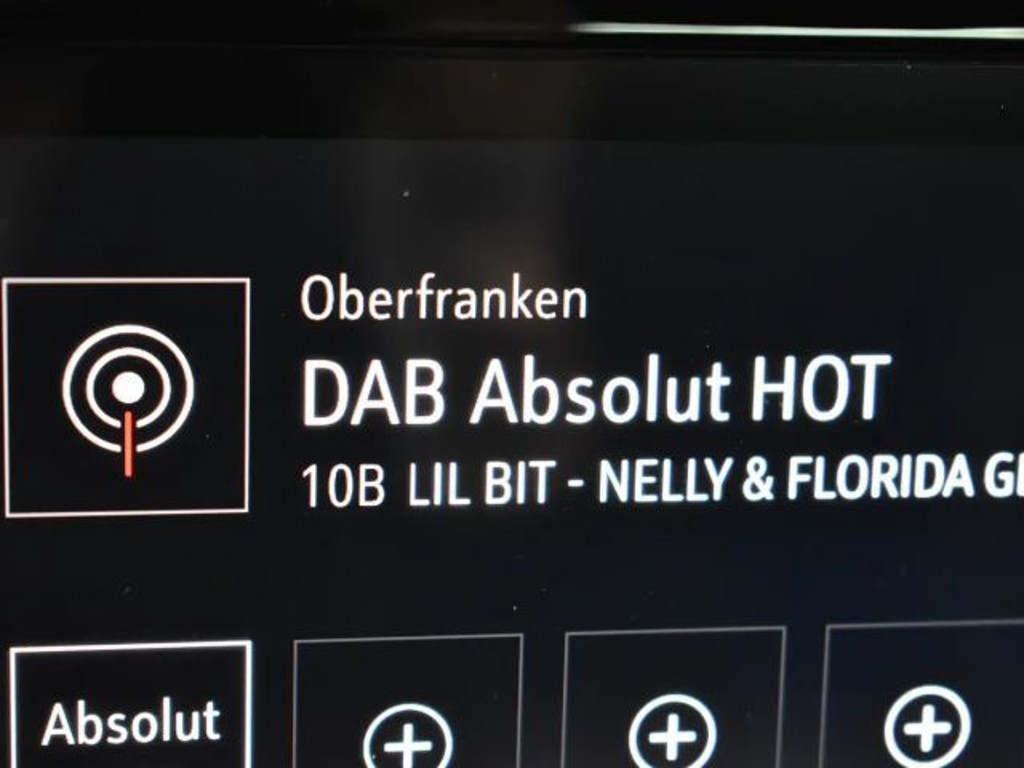 Oberfranken
DAB Absolut HOT
10B LIL BIT - NELLY & FLORIDA
Absolut